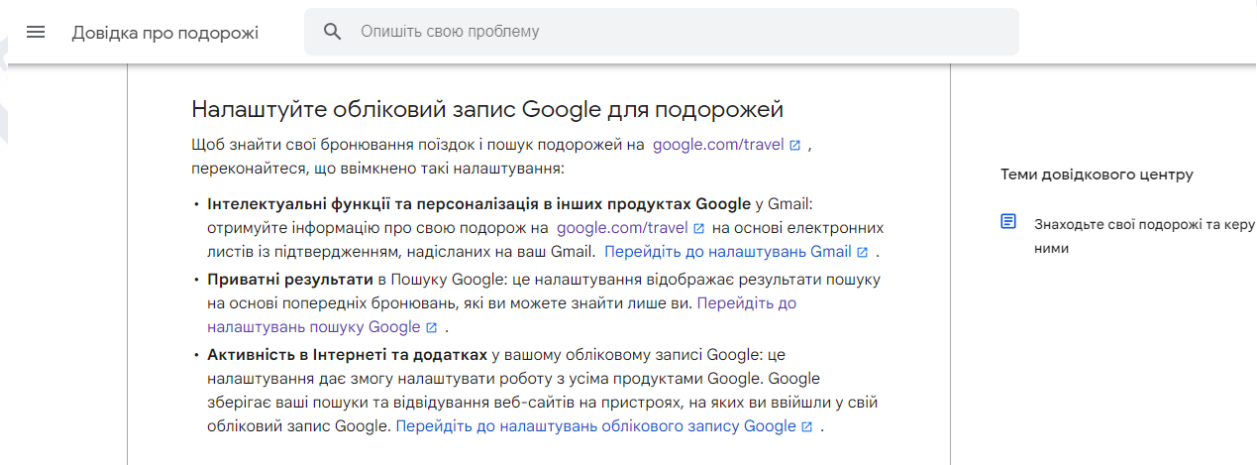 Довідка про подорожі
Опишіть свою проблему
Налаштуйте обліковий запис Google для подорожей
Щоб знайти свої бронювання поїздок і пошук подорожей на google.com/travel ,
переконайтеся, що ввімкнено такі налаштування:
• Інтелектуальні функції та персоналізація в інших продуктах Google у Gmail:
отримуйте інформацію про свою подорож на google.com/travel на основі електронних
листів із підтвердженням, надісланих на ваш Gmail. Перейдіть до налаштувань Gmail .
• Приватні результати в Пошуку Google: це налаштування відображає результати пошуку
на основі попередніх бронювань, які ви можете знайти лише ви. Перейдіть до
налаштувань пошуку Google .
• Активність в Інтернеті та додатках у вашому обліковому записі Google: це
налаштування дає змогу налаштувати роботу з усіма продуктами Google. Google
зберігає ваші пошуки та відвідування веб-сайтів на пристроях, на яких ви ввійшли у свій
обліковий запис Google. Перейдіть до налаштувань облікового запису Google .
Теми довідкового центру
Знаходьте свої подорожі та керу
ними